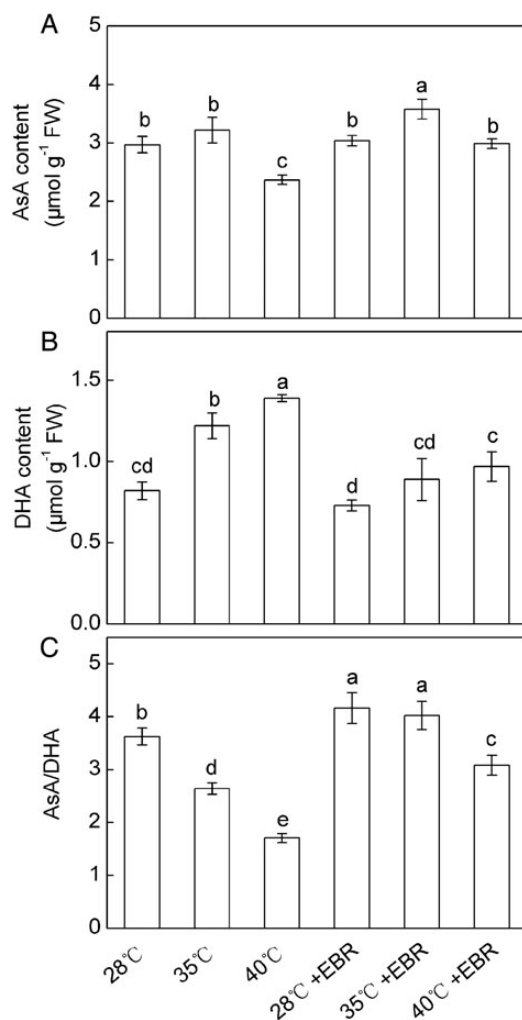 A
AsA content
(μmol g⁻¹ FW)
5
4
3
2
1
0
b
b
c
b
a
b
B
DHA content
(μmol g⁻¹ FW)
1.5
1.0
0.5
0.0
cd
b
a
d
cd
c
C
AsA/DHA
5
4
3
2
1
0
b
d
e
a
a
c
28℃
35℃
40℃
28℃ +EBR
35℃ +EBR
40℃ +EBR